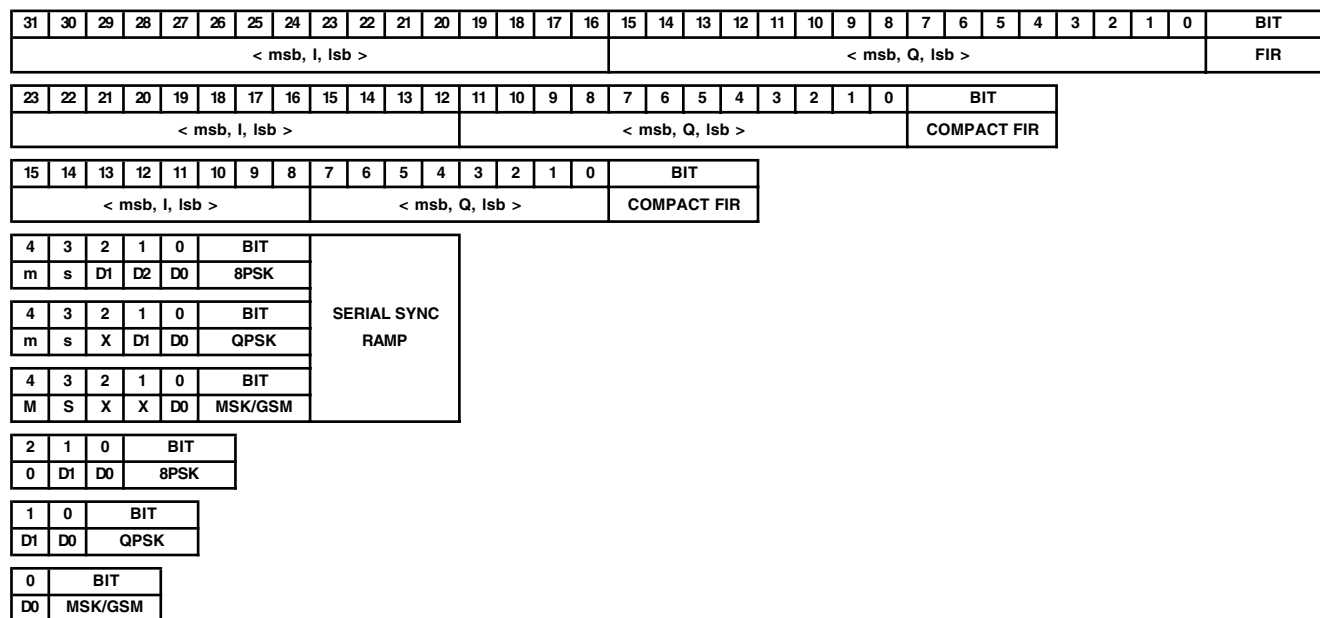 31 30 29 28 27 26 25 24 23 22 21 20 19 18 17 16 15 14 13 12 11 10 9 8 7 6 5 4 3 2 1 0 BIT
< msb, I, lsb > < msb, Q, lsb > FIR
23 22 21 20 19 18 17 16 15 14 13 12 11 10 9 8 7 6 5 4 3 2 1 0 BIT
< msb, I, lsb > < msb, Q, lsb > COMPACT FIR
15 14 13 12 11 10 9 8 7 6 5 4 3 2 1 0 BIT
< msb, I, lsb > < msb, Q, lsb > COMPACT FIR
4 3 2 1 0 BIT
m s D1 D2 D0 8PSK
4 3 2 1 0 BIT SERIAL SYNC
m s X D1 D0 QPSK RAMP
4 3 2 1 0 BIT
M S X X D0 MSK/GSM
2 1 0 BIT
0 D1 D0 8PSK
1 0 BIT
D1 D0 QPSK
0 BIT
D0 MSK/GSM